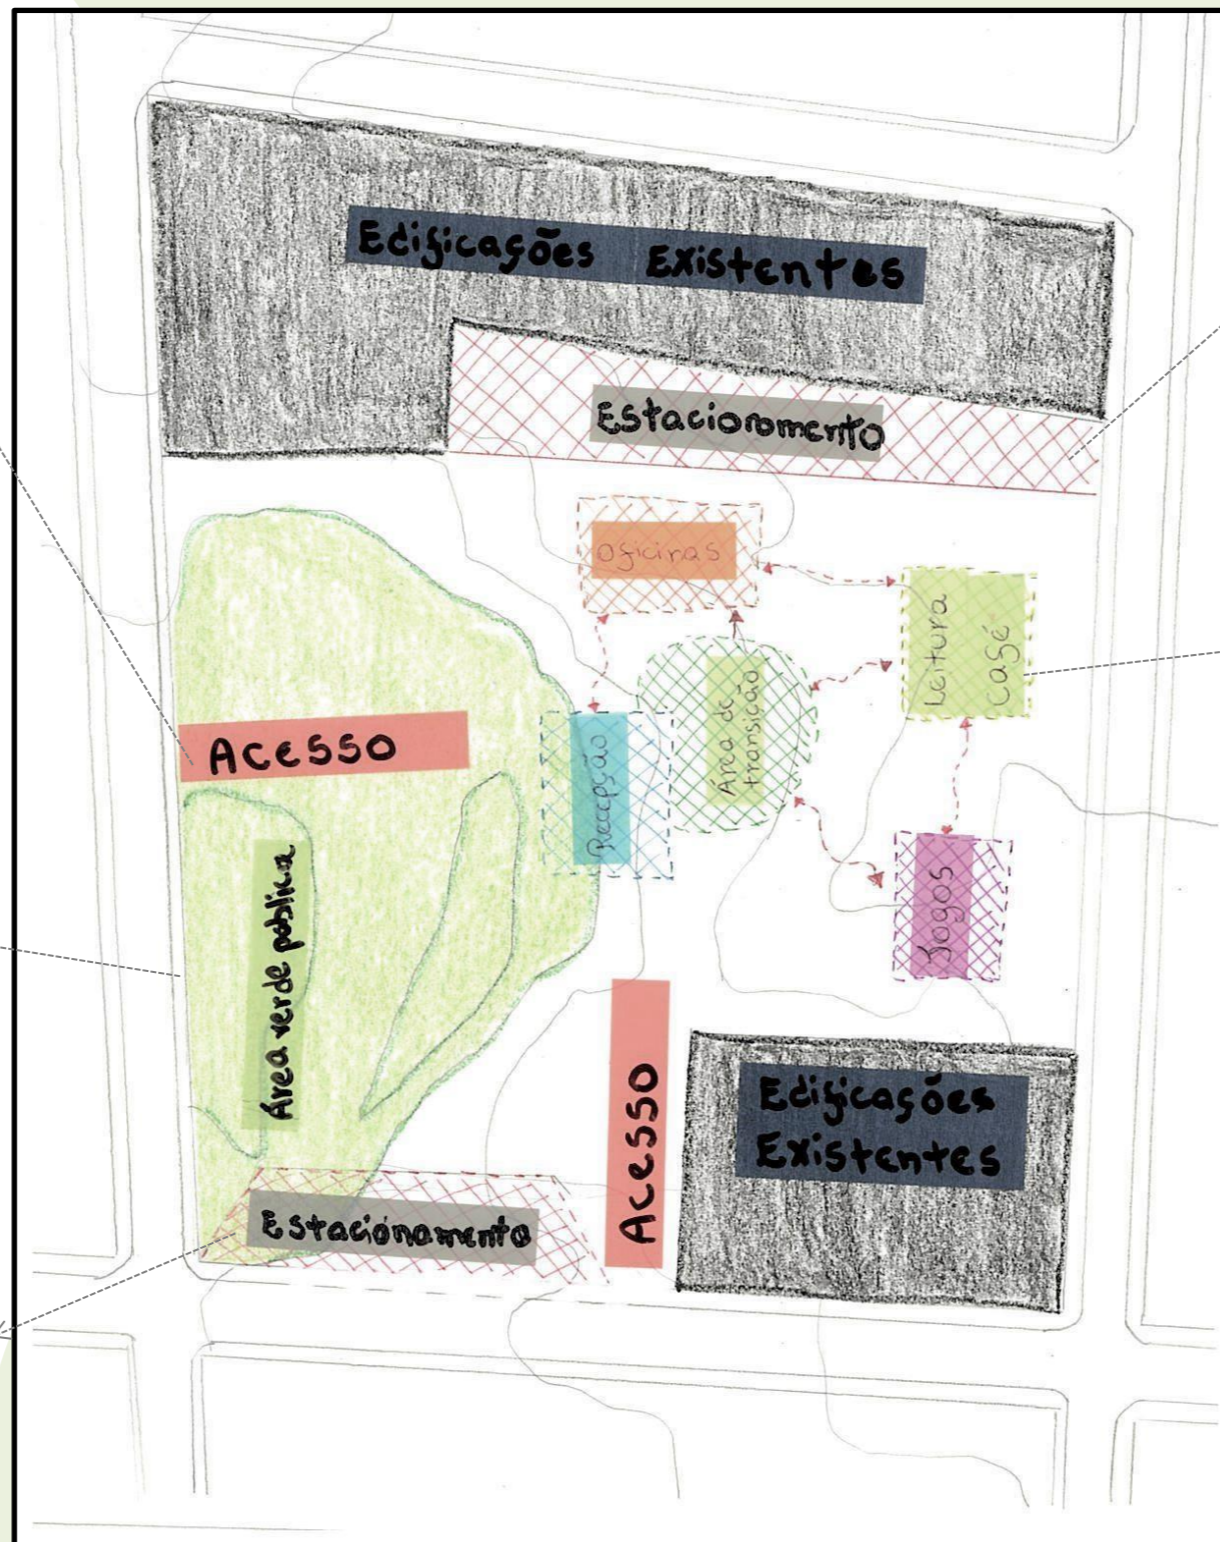 Edificações Existentes
Estacionamento
Oficinas
Leitura
Café
Área de
transição
Acesso
Recepção
Jogos
Área verde pública
Acesso
Edificações
Existentes
Estacionamento